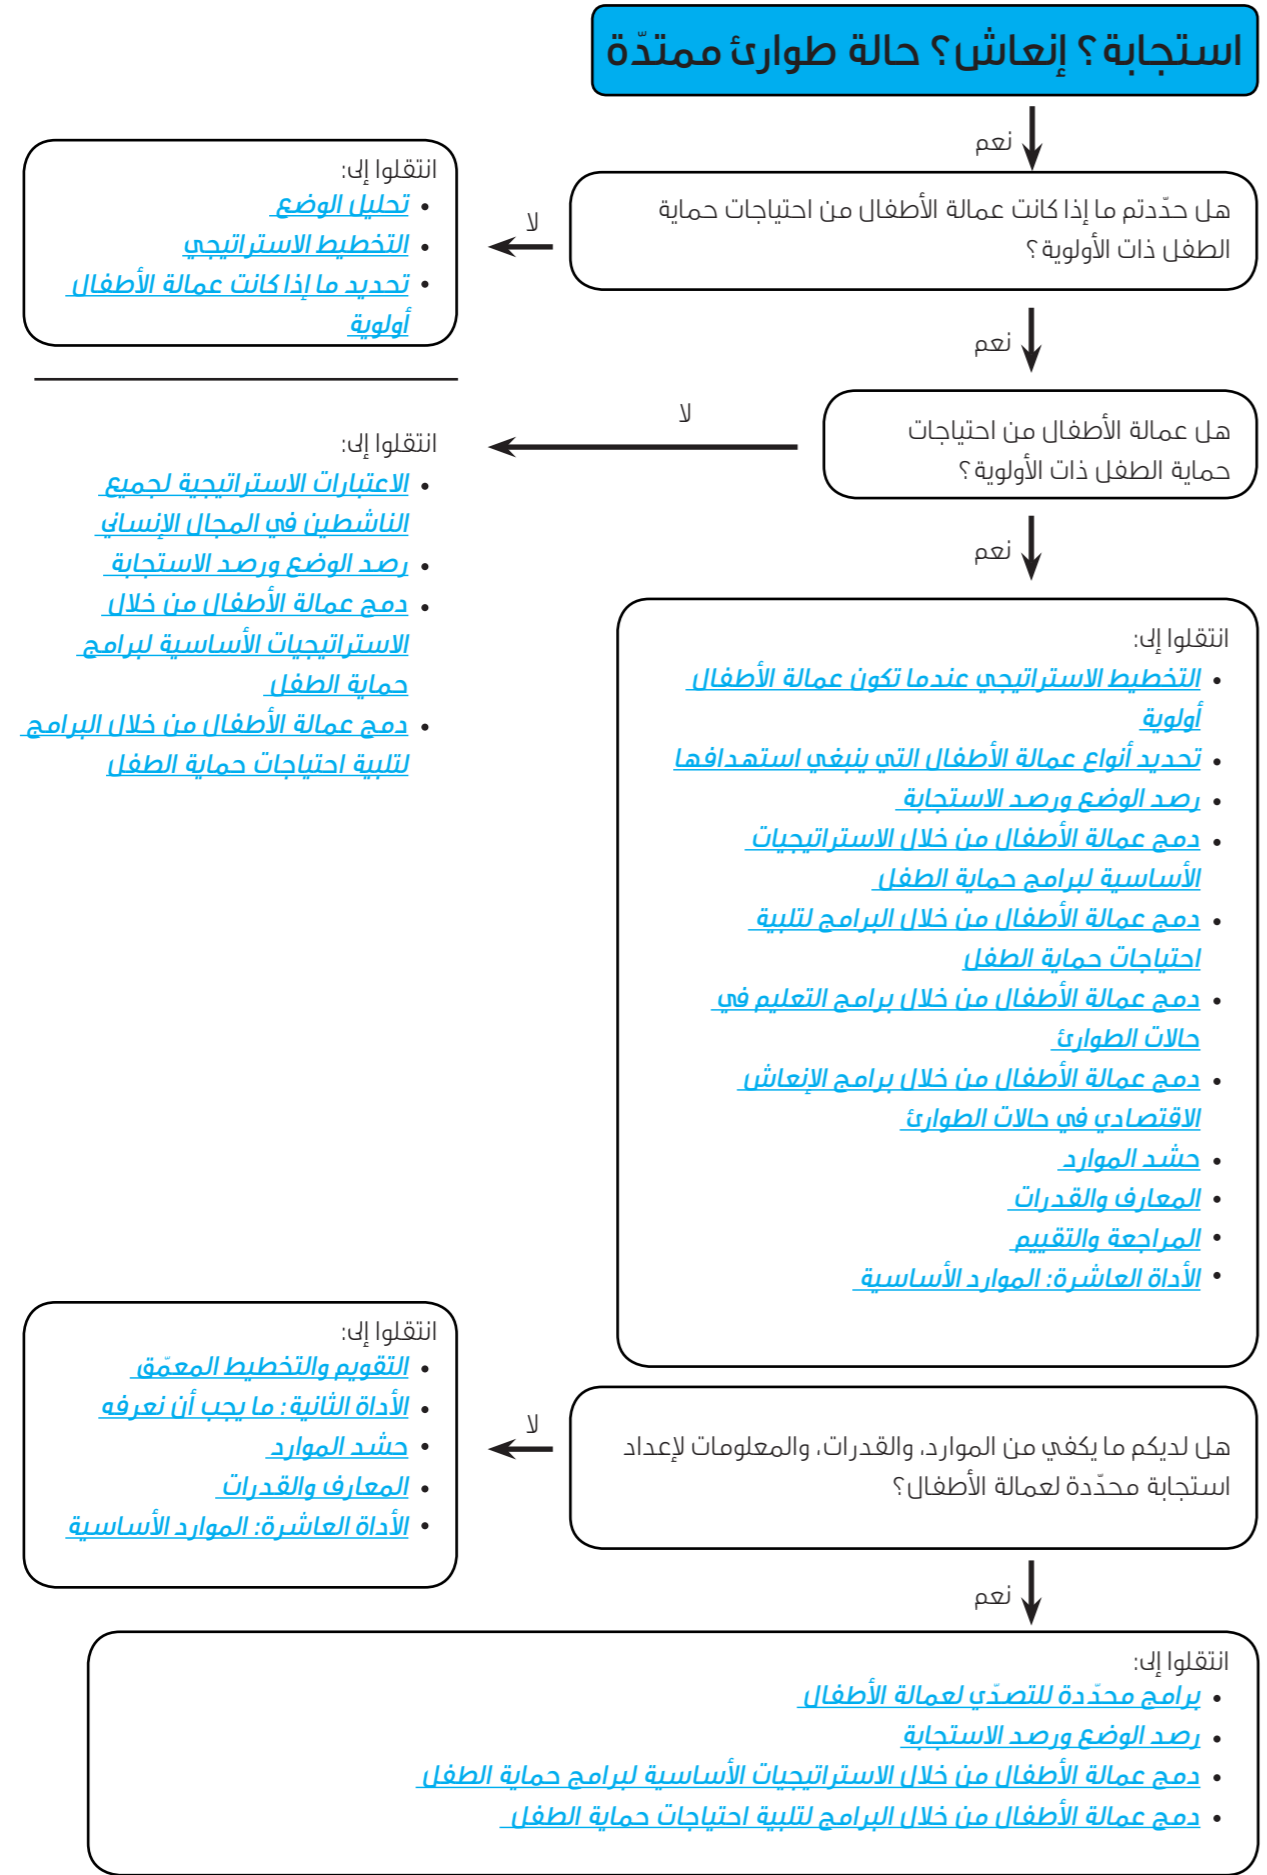 استجابة؟ إنعاش؟ حالة طوارئ ممتدّة
نعم
هل حدّدتم ما إذا كانت عمالة الأطفال من احتياجات حماية
الطفل ذات الأولوية؟
لا
انتقلوا إلى:
• تحليل الوضع
• التخطيط الاستراتيجي
• تحديد ما إذا كانت عمالة الأطفال
أولوية
نعم
هل عمالة الأطفال من احتياجات
حماية الطفل ذات الأولوية؟
لا
انتقلوا إلى:
• الاعتبارات الاستراتيجية لجميع
الناشطين في المجال الإنساني
• رصد الوضع ورصد الاستجابة
• دمج عمالة الأطفال من خلال
الاستراتيجيات الأساسية لبرامج
حماية الطفل
• دمج عمالة الأطفال من خلال البرامج
لتلبية احتياجات حماية الطفل
نعم
انتقلوا إلى:
• التخطيط الاستراتيجي عندما تكون عمالة الأطفال
أولوية
• تحديد أنواع عمالة الأطفال التي ينبغي استهدافها
• رصد الوضع ورصد الاستجابة
• دمج عمالة الأطفال من خلال الاستراتيجيات
الأساسية لبرامج حماية الطفل
• دمج عمالة الأطفال من خلال البرامج لتلبية
احتياجات حماية الطفل
• دمج عمالة الأطفال من خلال برامج التعليم في
حالات الطوارئ
• دمج عمالة الأطفال من خلال برامج الإنعاش
الاقتصادي في حالات الطوارئ
• حشد الموارد
• المعارف والقدرات
• المراجعة والتقييم
• الأداة العاشرة: الموارد الأساسية
هل لديكم ما يكفي من الموارد، والقدرات، والمعلومات لإعداد
استجابة محدّدة لعمالة الأطفال؟
لا
انتقلوا إلى:
• التقويم والتخطيط المعمّق
• الأداة الثانية: ما يجب أن نعرفه
• حشد الموارد
• المعارف والقدرات
• الأداة العاشرة: الموارد الأساسية
نعم
انتقلوا إلى:
• برامج محدّدة للتصدّي لعمالة الأطفال
• رصد الوضع ورصد الاستجابة
• دمج عمالة الأطفال من خلال الاستراتيجيات الأساسية لبرامج حماية الطفل
• دمج عمالة الأطفال من خلال البرامج لتلبية احتياجات حماية الطفل